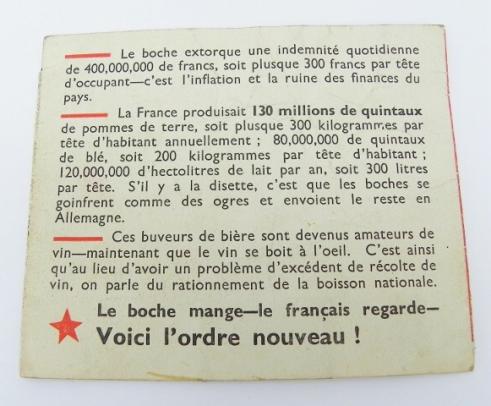 Le boche extorque une indemnité quotidienne
de 400,000,000 de francs, soit plusque 300 francs par tête
d'occupant—c'est l'inflation et la ruine des finances du
pays.
La France produisait 130 millions de quintaux
de pommes de terre, soit plusque 300 kilogrammes par
tête d'habitant annuellement ; 80,000,000 de quintaux
de blé, soit 200 kilogrammes par tête d'habitant ;
120,000,000 d'hectolitres de lait par an, soit 300 litres
par tête. S'il y a la disette, c'est que les boches se
goinfrent comme des ogres et envoient le reste en
Allemagne.
Ces buveurs de bière sont devenus amateurs de
vin—maintenant que le vin se boit à l'oeil. C'est ainsi
qu'au lieu d'avoir un problème d'excédent de récolte de
vin, on parle du rationnement de la boisson nationale.
Le boche mange—le français regarde—
Voici l'ordre nouveau !